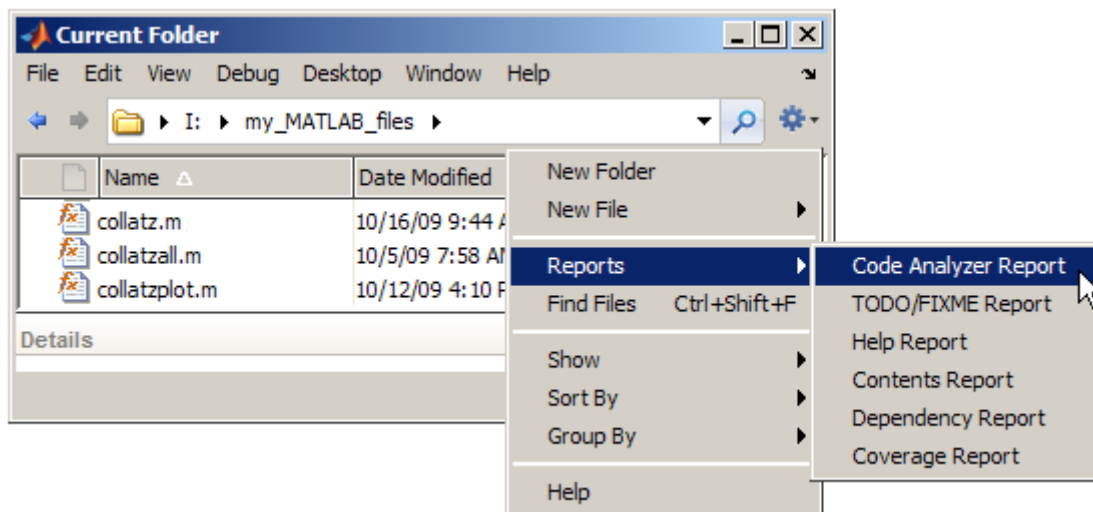 Current Folder
File Edit View Debug Desktop Window Help
I: my_MATLAB_files
Name Date Modified
collatz.m 10/16/09 9:44
collatzall.m 10/5/09 7:58
collatzplot.m 10/12/09 4:10
Details
New Folder
New File
Reports
Find Files Ctrl+Shift+F
Show
Sort By
Group By
Help
Code Analyzer Report
TODO/FIXME Report
Help Report
Contents Report
Dependency Report
Coverage Report